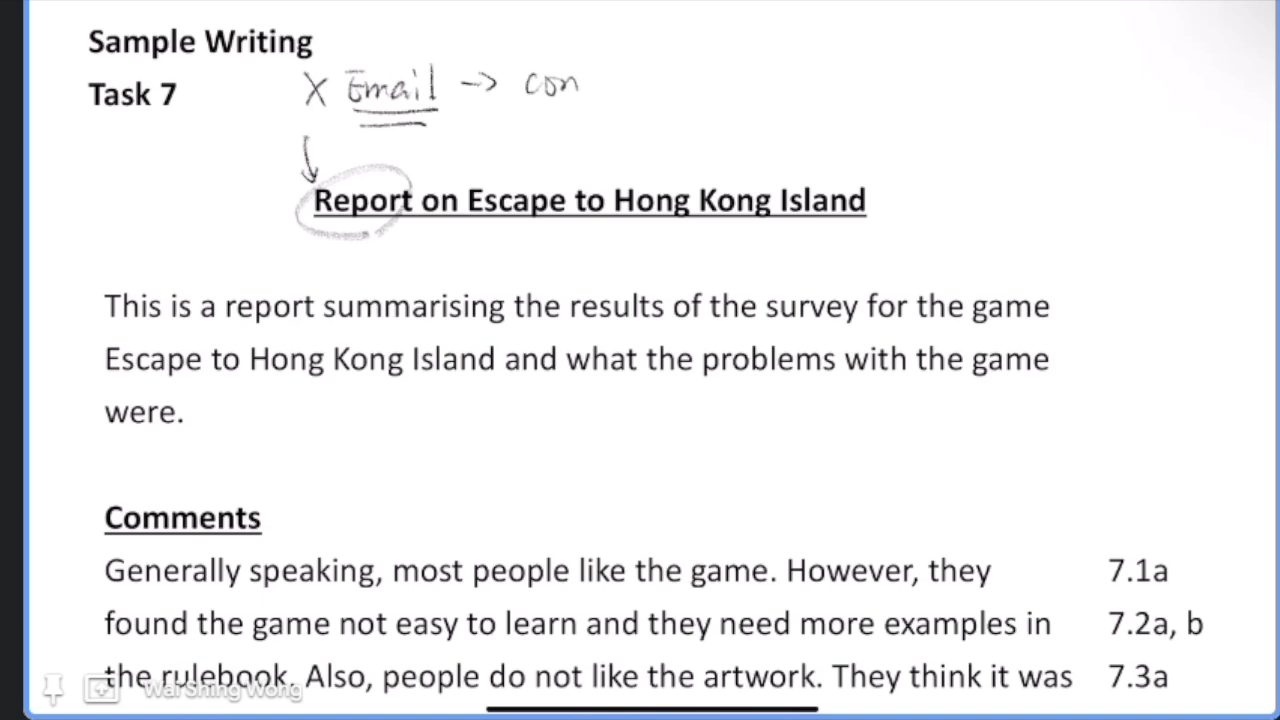 Sample Writing
Task 7
X Email -> con
Report on Escape to Hong Kong Island
This is a report summarising the results of the survey for the game
Escape to Hong Kong Island and what the problems with the game
were.
Comments
Generally speaking, most people like the game. However, they 7.1a
found the game not easy to learn and they need more examples in 7.2a, b
the rulebook. Also, people do not like the artwork. They think it was 7.3a
Wai Shing Wong